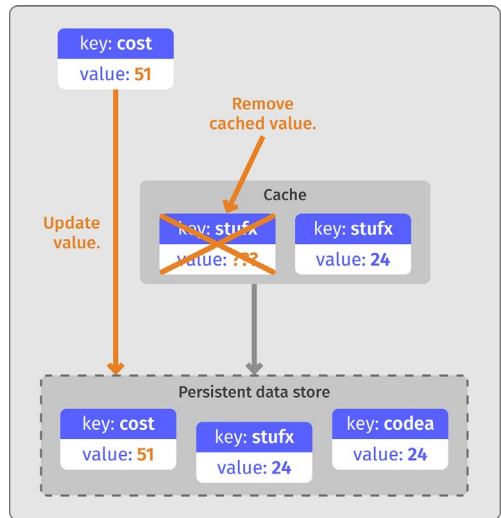 key: cost
value: 51
Remove
cached value.
Update
value.
Cache
key: stufx
value: ???
key: stufx
value: 24
Persistent data store
key: cost
value: 51
key: stufx
value: 24
key: codea
value: 24